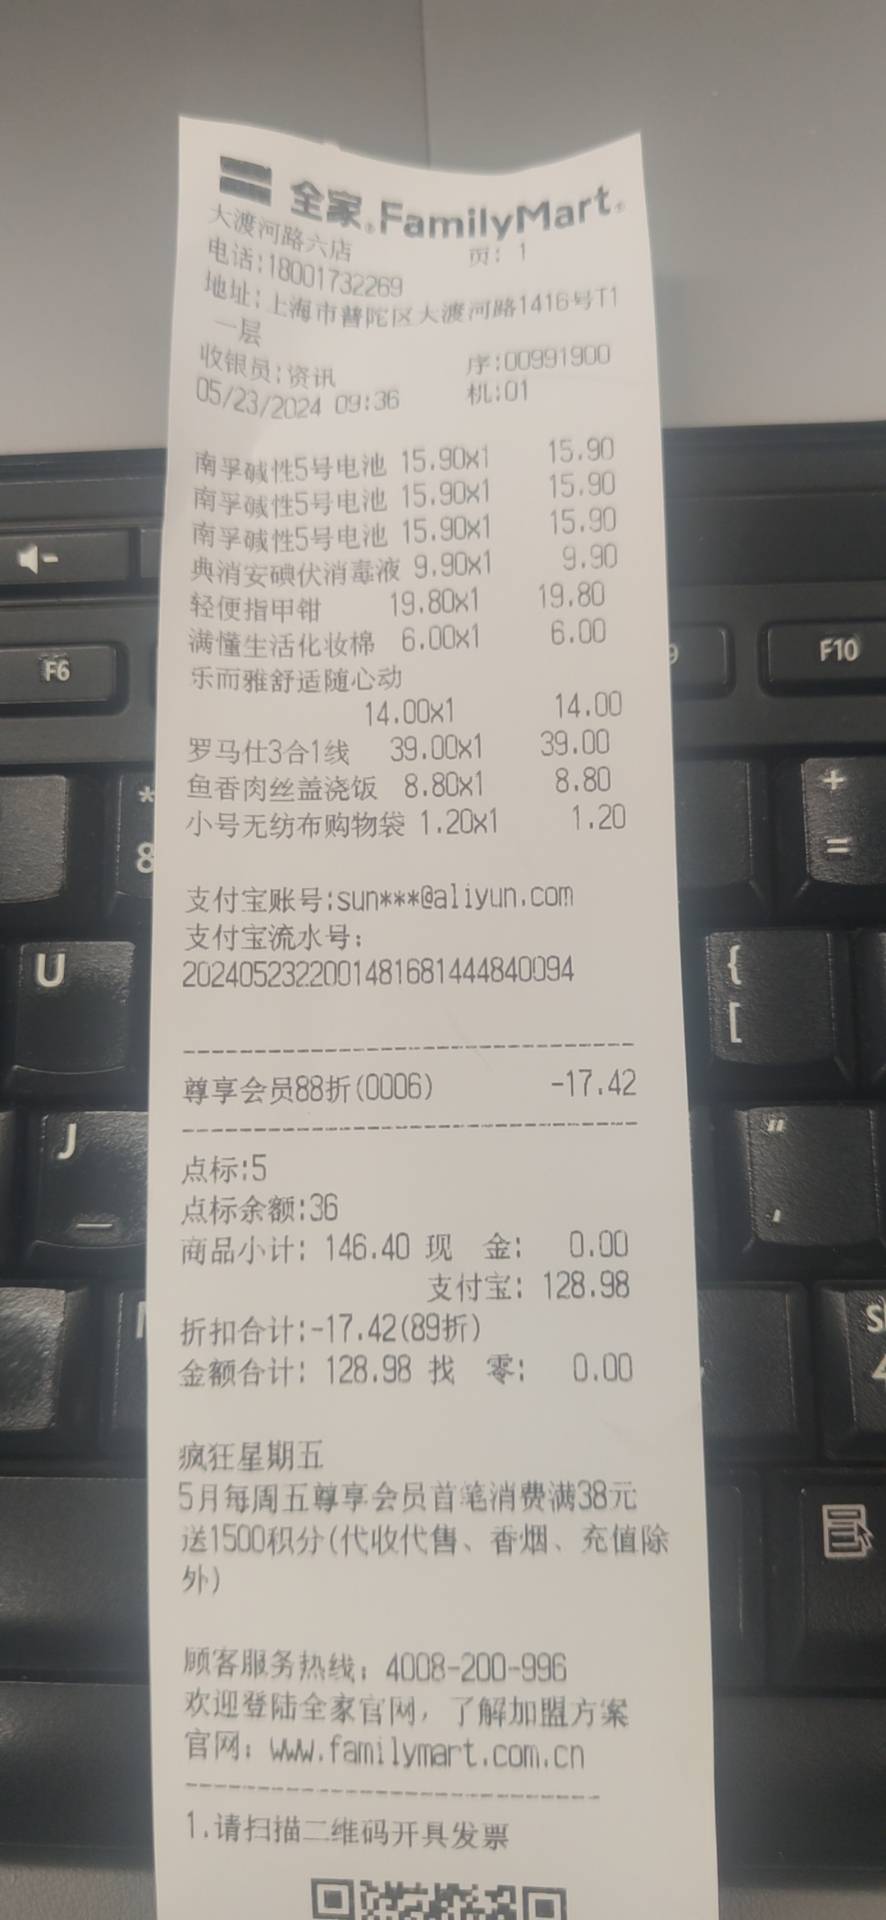 全家 FamilyMart
大渡河路六店 页: 1
电话:18001732269
地址:上海市普陀区大渡河路1416号T1
一层
收银员:资讯 序:00991900
05/23/2024 09:36 机:01
南孚碱性5号电池 15.90x1 15.90
南孚碱性5号电池 15.90x1 15.90
南孚碱性5号电池 15.90x1 15.90
典消安碘伏消毒液 9.90x1 9.90
轻便指甲钳 19.80x1 19.80
满懂生活化妆棉 6.00x1 6.00
乐而雅舒适随心动
14.00x1 14.00
罗马仕3合1线 39.00x1 39.00
鱼香肉丝盖浇饭 8.80x1 8.80
小号无纺布购物袋 1.20x1 1.20
支付宝账号:sun***@aliyun.com
支付宝流水号:
2024052322001481681444840094
尊享会员88折(0006) -17.42
点标:5
点标余额:36
商品小计: 146.40 现 金: 0.00
支付宝: 128.98
折扣合计:-17.42(89折)
金额合计: 128.98 找 零: 0.00
疯狂星期五
5月每周五尊享会员首笔消费满38元
送1500积分(代收代售、香烟、充值除
外)
顾客服务热线: 4008-200-996
欢迎登陆全家官网，了解加盟方案
官网: www.familymart.com.cn
1.请扫描二维码开具发票
F6
F10
*
8
+
=
U
{
[
J
"
'